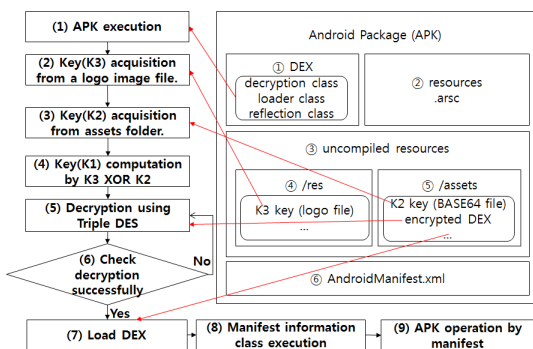 (1) APK execution
(2) Key(K3) acquisition
from a logo image file.
(3) Key(K2) acquisition
from assets folder.
(4) Key(K1) computation
by K3 XOR K2
(5) Decryption using
Triple DES
(6) Check
decryption
successfully
No
Yes
(7) Load DEX
(8) Manifest information
class execution
(9) APK operation by
manifest
Android Package (APK)
① DEX
decryption class
loader class
reflection class
② resources
.arsc
③ uncompiled resources
④ /res
K3 key (logo file)
...
⑤ /assets
K2 key (BASE64 file)
encrypted DEX
...
⑥ AndroidManifest.xml